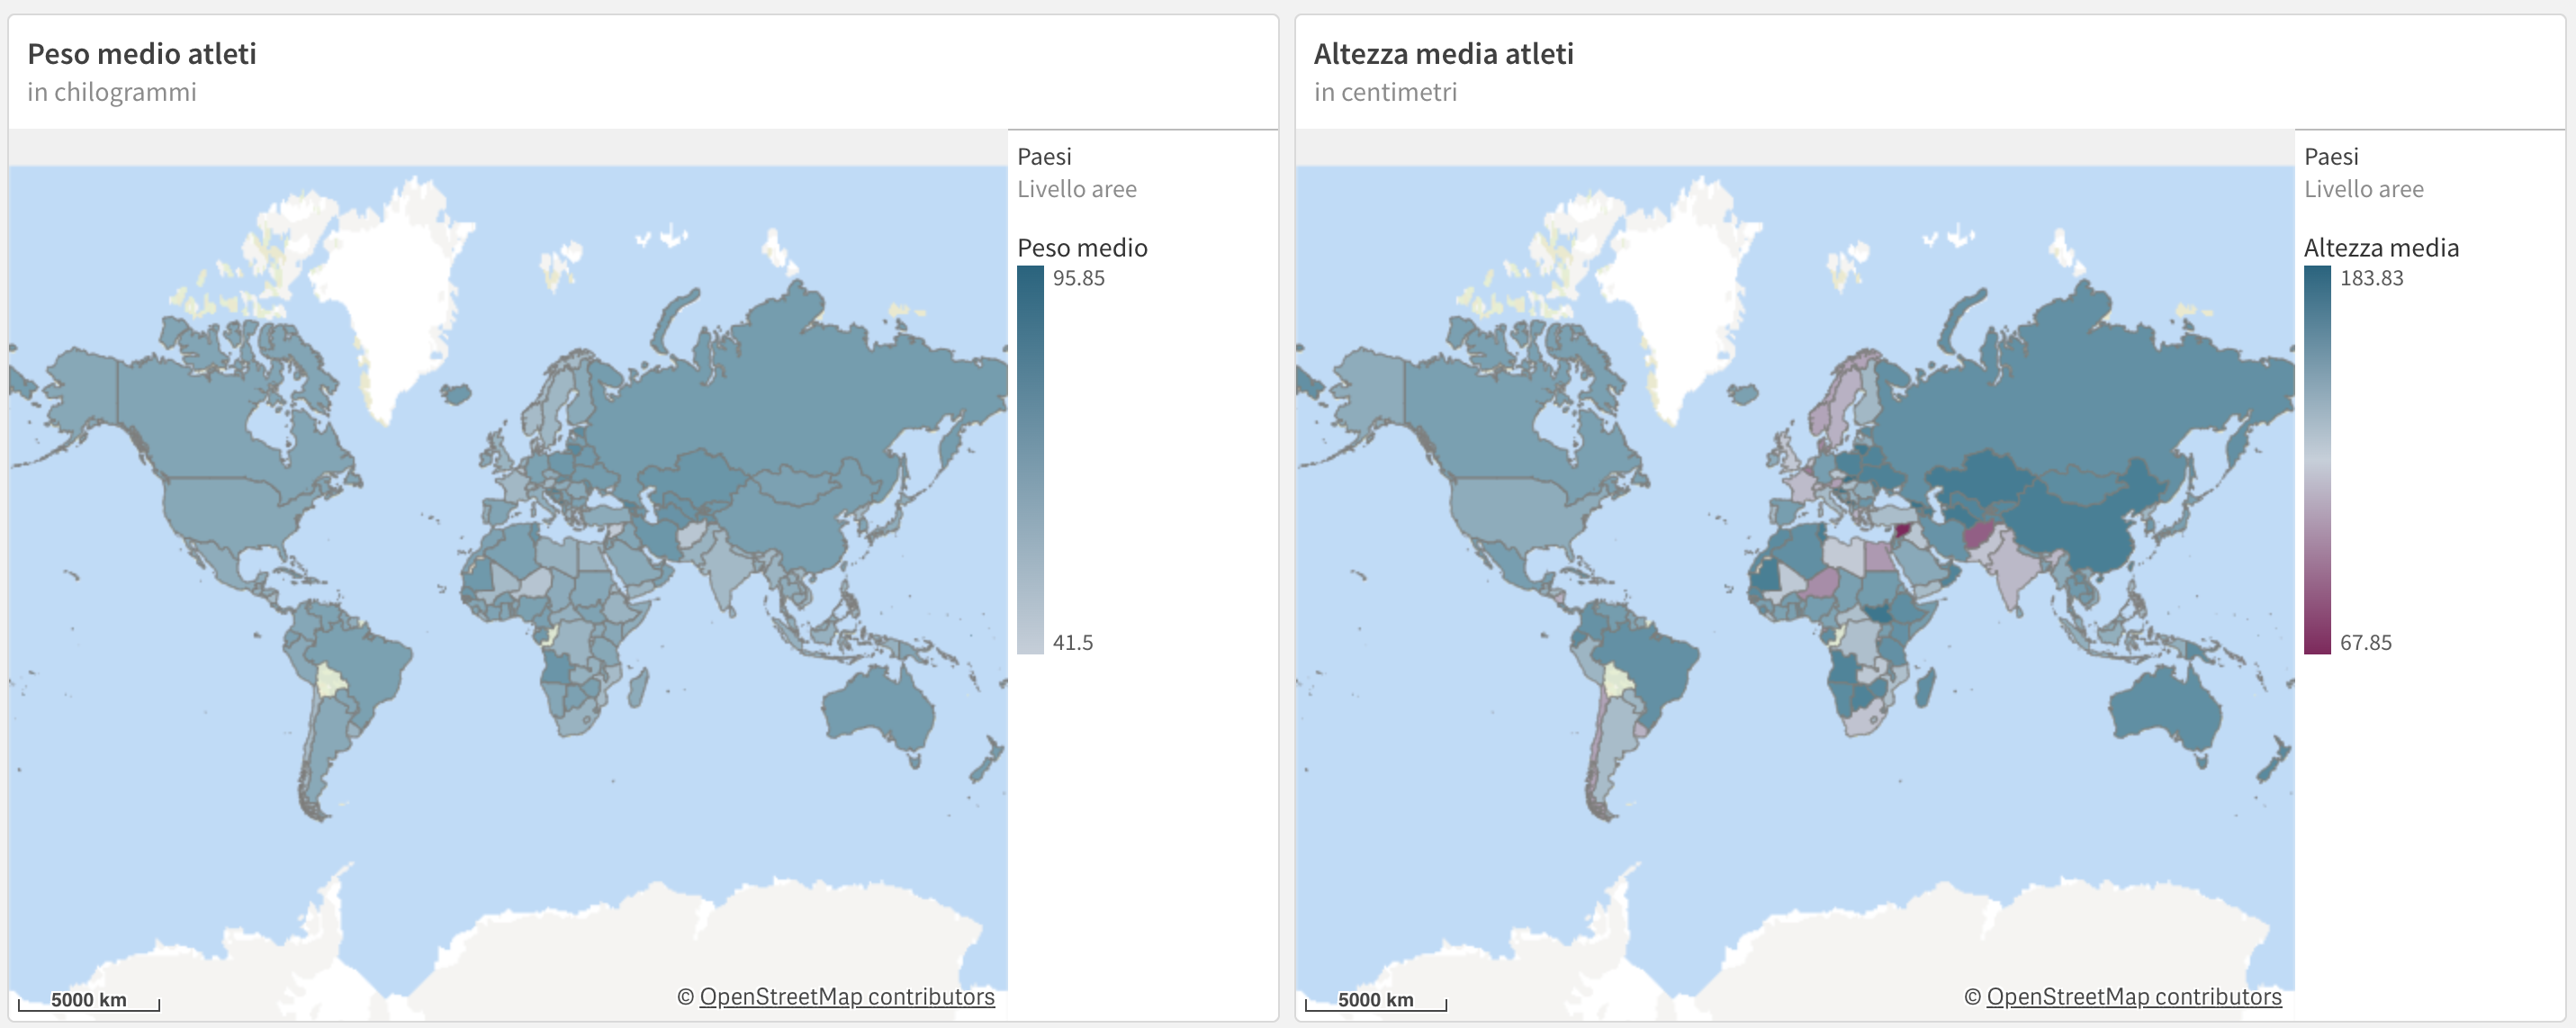 Peso medio atleti
in chilogrammi
Paesi
Livello aree
Peso medio
95.85
41.5
5000 km
© OpenStreetMap contributors
Altezza media atleti
in centimetri
Paesi
Livello aree
Altezza media
183.83
67.85
5000 km
© OpenStreetMap contributors